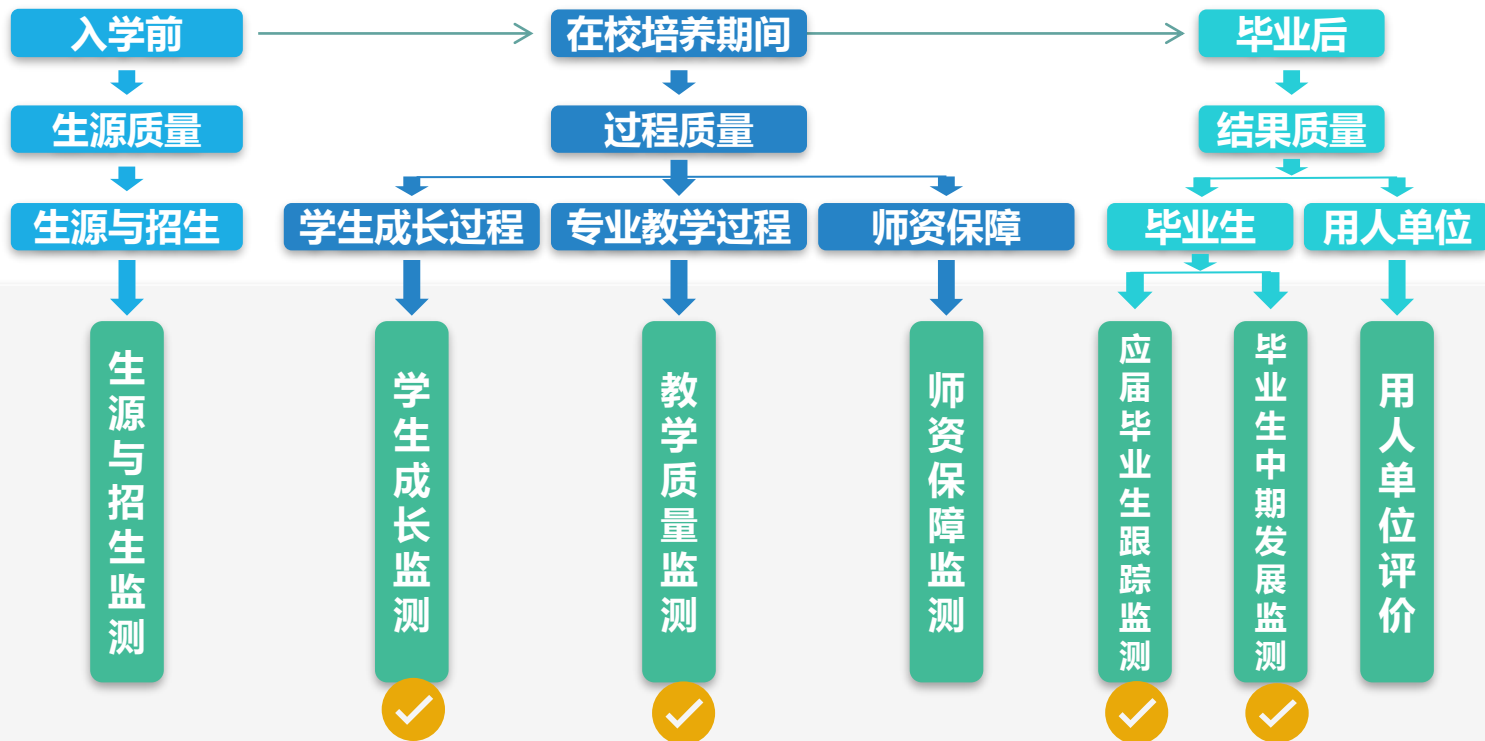 入学前
在校培养期间
毕业后
生源质量
过程质量
结果质量
生源与招生
学生成长过程
专业教学过程
师资保障
毕业生
用人单位
生源与招生监测
学生成长监测
教学质量监测
师资保障监测
应届毕业生跟踪监测
毕业生中期发展监测
用人单位评价